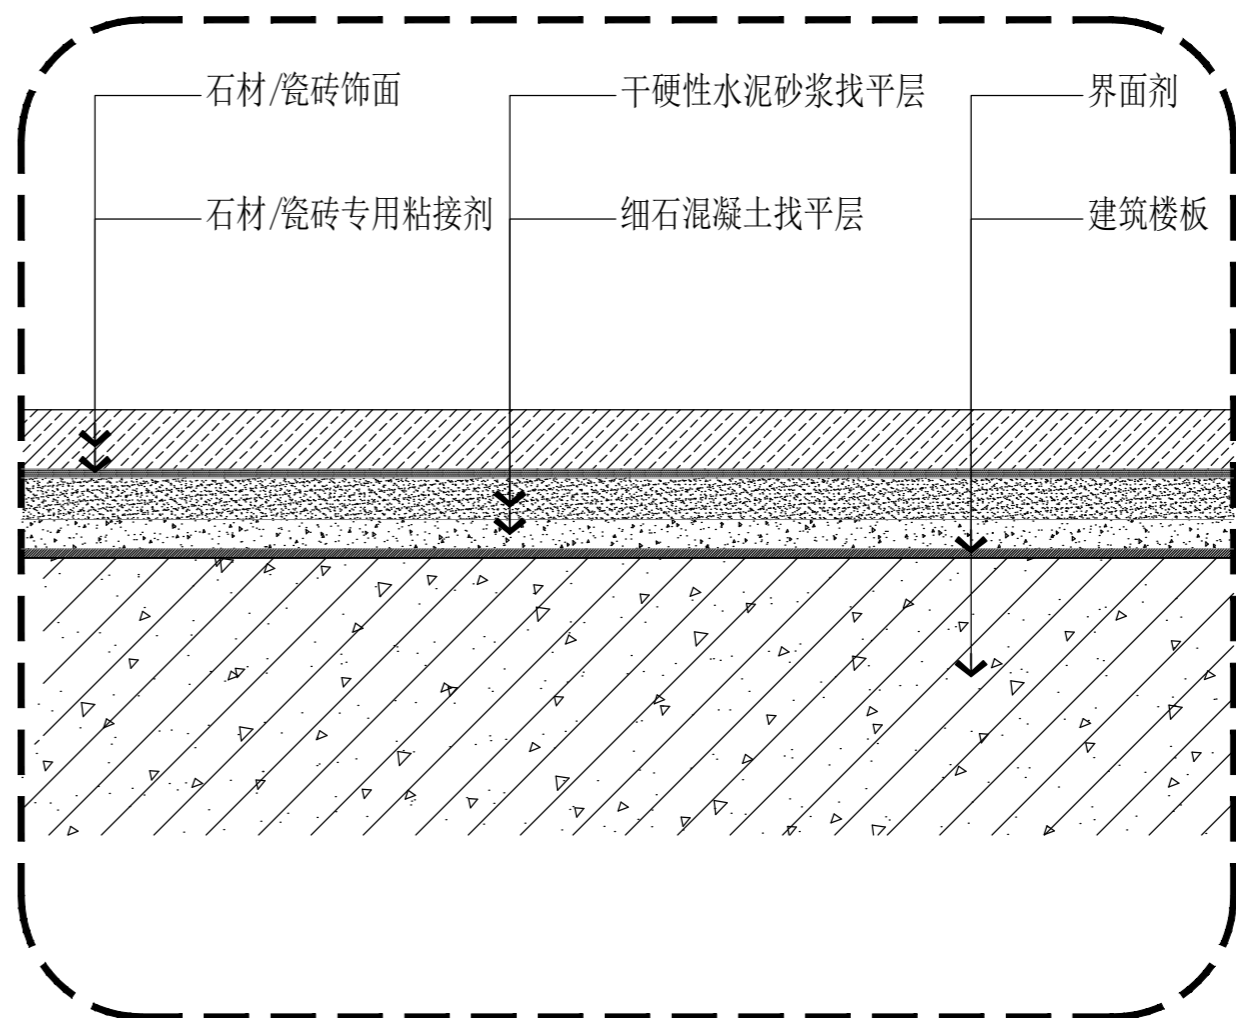 石材/瓷砖饰面
干硬性水泥砂浆找平层
界面剂
石材/瓷砖专用粘接剂
细石混凝土找平层
建筑楼板